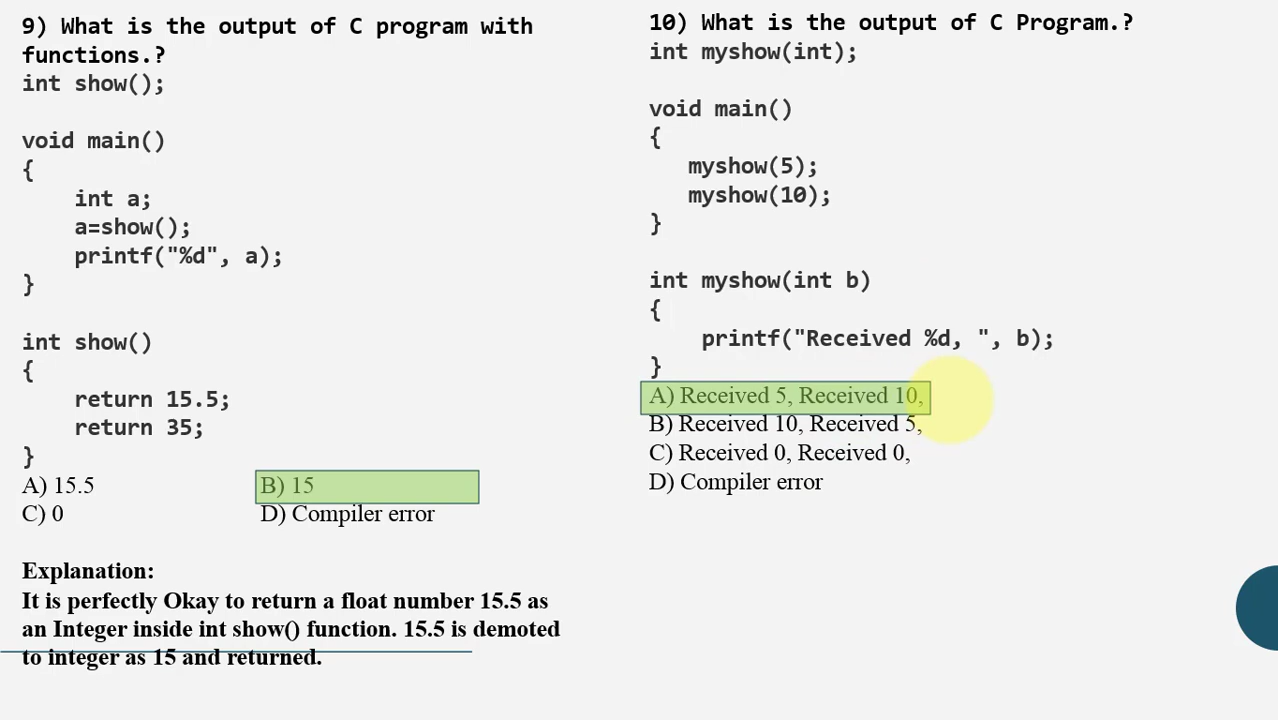 9) What is the output of C program with
functions.?
int show();
void main()
{
int a;
a=show();
printf("%d", a);
}
int show()
{
return 15.5;
return 35;
}
A) 15.5 B) 15
C) 0 D) Compiler error
Explanation:
It is perfectly Okay to return a float number 15.5 as
an Integer inside int show() function. 15.5 is demoted
to integer as 15 and returned.
10) What is the output of C Program.?
int myshow(int);
void main()
{
myshow(5);
myshow(10);
}
int myshow(int b)
{
printf("Received %d, ", b);
}
A) Received 5, Received 10,
B) Received 10, Received 5,
C) Received 0, Received 0,
D) Compiler error